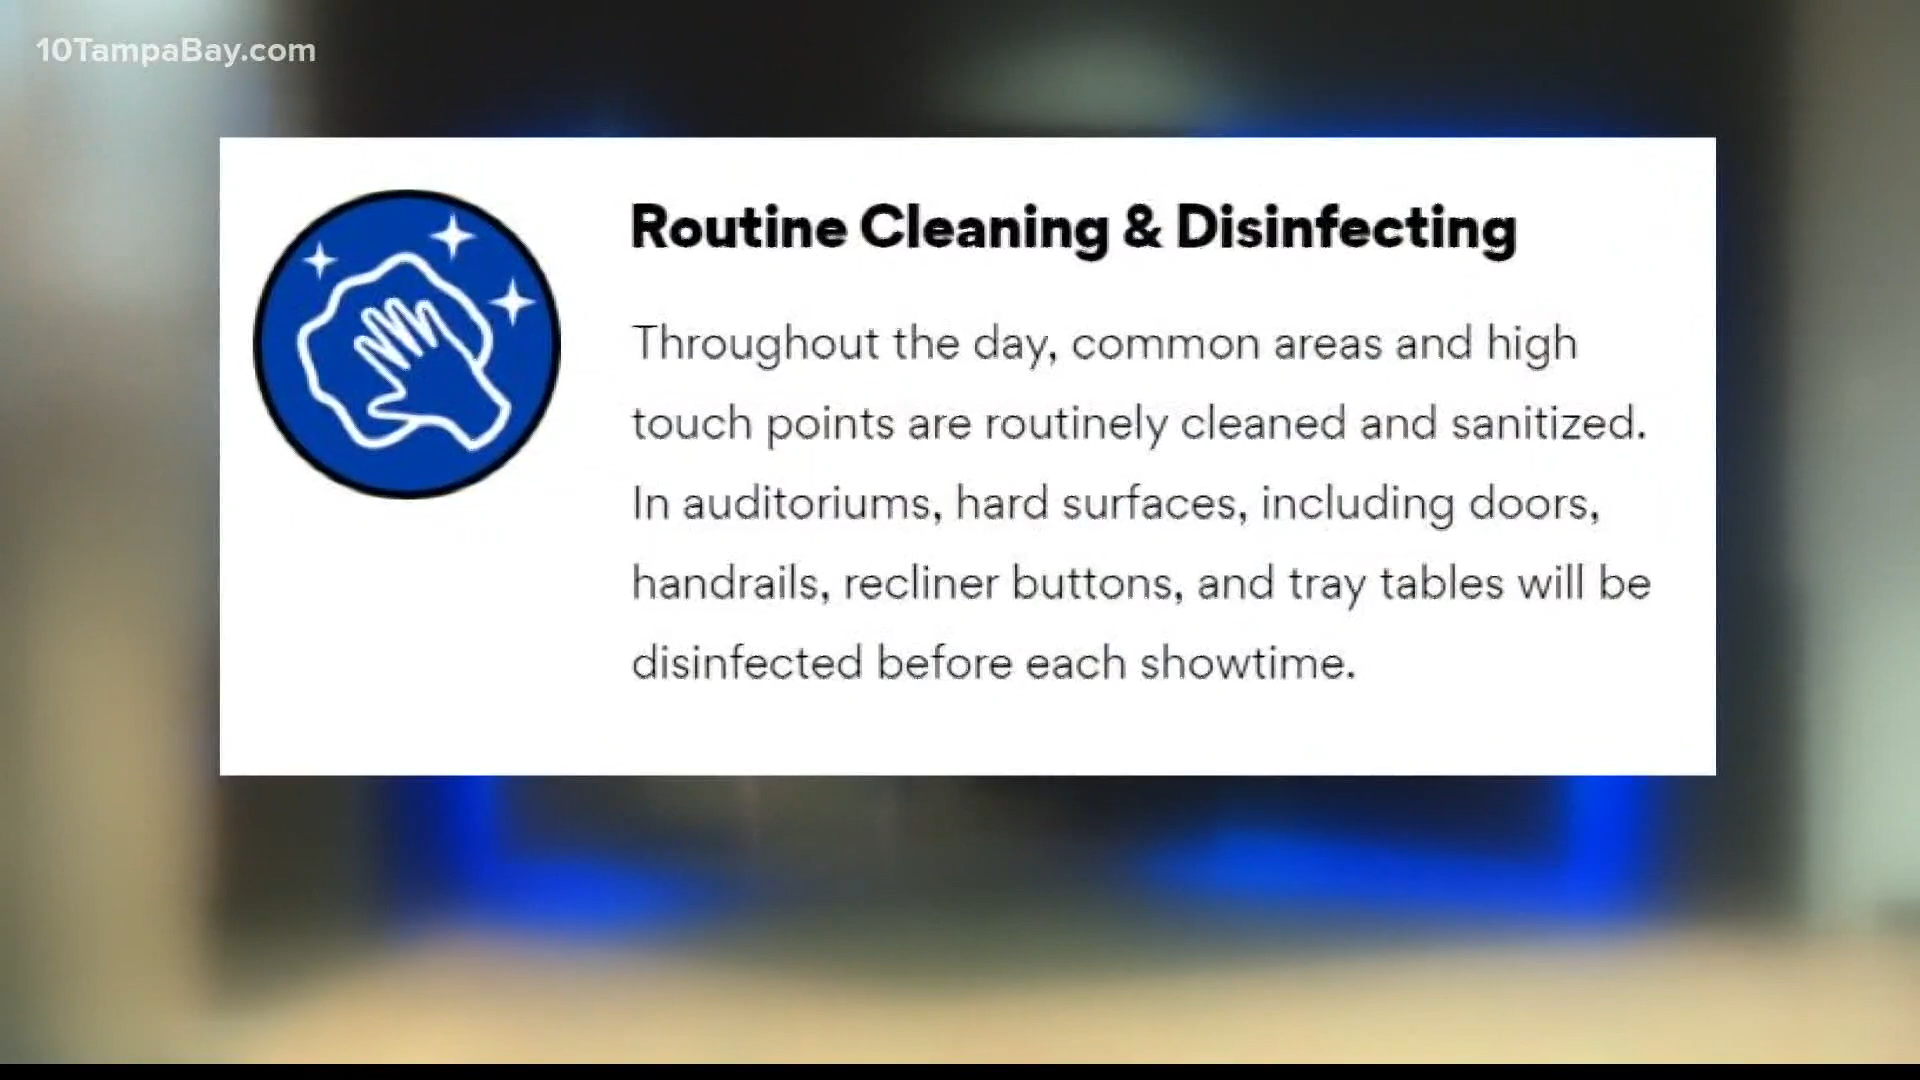 10TampaBay.com
Routine Cleaning & Disinfecting
Throughout the day, common areas and high
touch points are routinely cleaned and sanitized.
In auditoriums, hard surfaces, including doors,
handrails, recliner buttons, and tray tables will be
disinfected before each showtime.